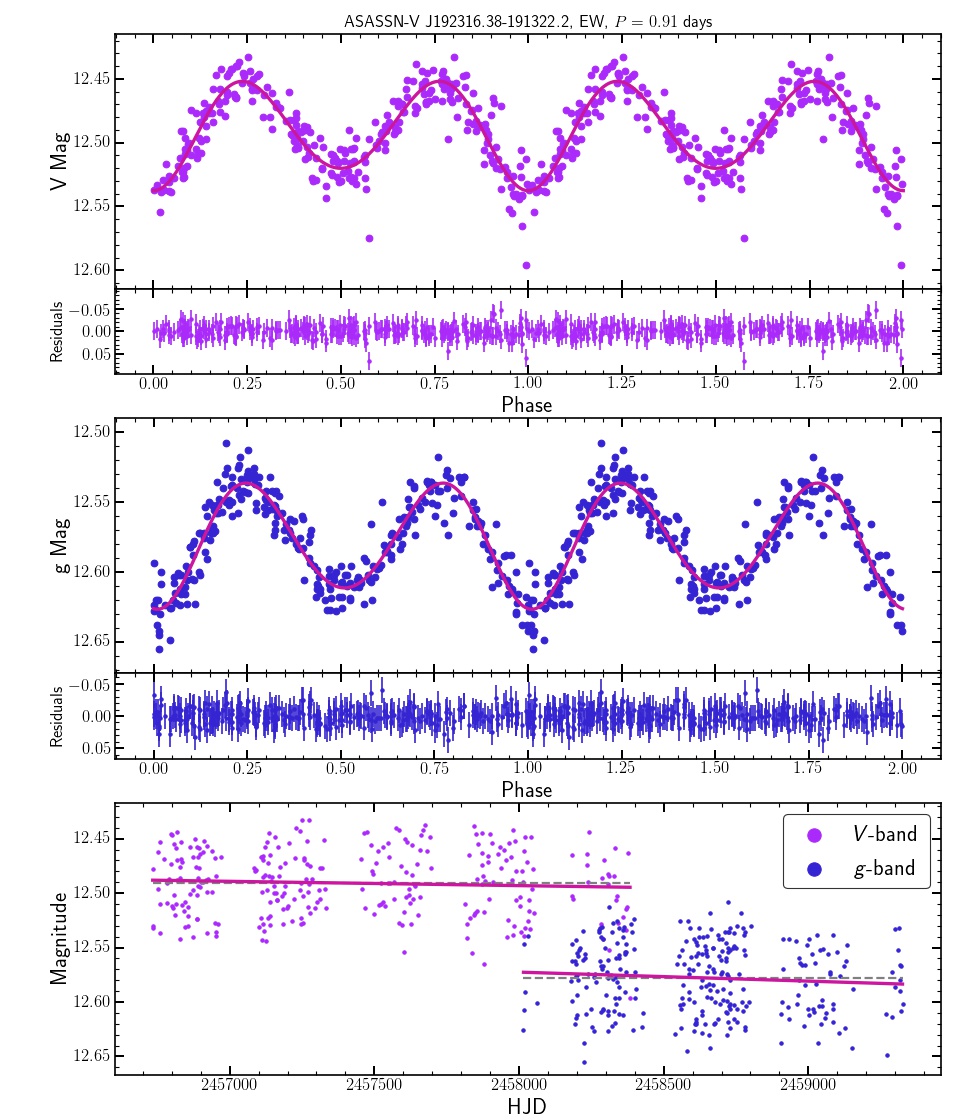 ASASSN-V J192316.38-191322.2, EW, P = 0.91 days
12.45
12.50
12.55
12.60
V Mag
−0.05
0.00
0.05
Residuals
0.00 0.25 0.50 0.75 1.00 1.25 1.50 1.75 2.00
Phase
12.50
12.55
12.60
12.65
g Mag
−0.05
0.00
0.05
Residuals
0.00 0.25 0.50 0.75 1.00 1.25 1.50 1.75 2.00
Phase
V-band
g-band
12.45
12.50
12.55
12.60
12.65
Magnitude
2457000 2457500 2458000 2458500 2459000
HJD